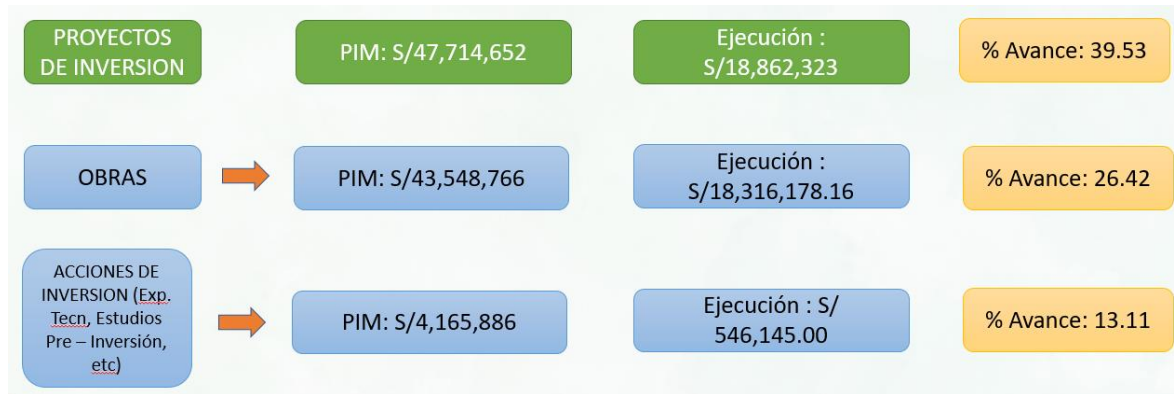 PROYECTOS
DE INVERSION
PIM: S/47,714,652
Ejecución :
S/18,862,323
% Avance: 39.53
OBRAS
PIM: S/43,548,766
Ejecución :
S/18,316,178.16
% Avance: 26.42
ACCIONES DE
INVERSION (Exp.
Tecn, Estudios
Pre – Inversión,
etc)
PIM: S/4,165,886
Ejecución : S/
546,145.00
% Avance: 13.11